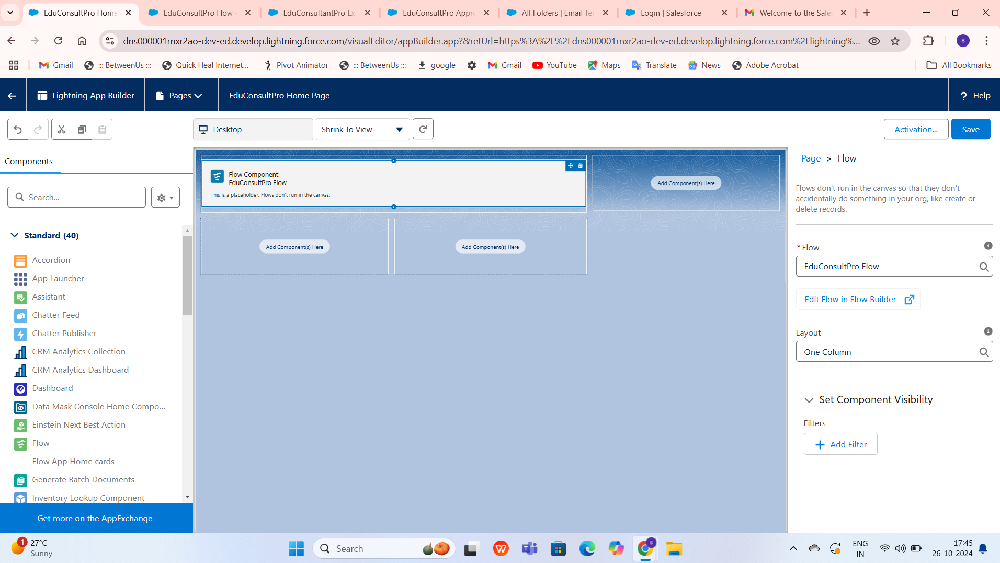 EduConsultPro Home
EduConsultPro Flow
EduConsultantPro Exi
EduConsultPro Appro
All Folders | Email Te
Login | Salesforce
Welcome to the Sale
dns000001rnxr2ao-dev-ed.develop.lightning.force.com/visualEditor/appBuilder.app?&retUrl=https%3A%2F%2Fdns000001rnxr2ao-dev-ed.develop.lightning.force.com%2Flightning%...
S
Gmail
::: BetweenUs :::
Quick Heal Internet...
Pivot Animator
::: BetweenUs :::
google
Gmail
YouTube
Maps
Translate
News
Adobe Acrobat
All Bookmarks
Lightning App Builder
Pages
EduConsultPro Home Page
? Help
Desktop
Shrink To View
Activation...
Save
Components
Search...
Standard (40)
Accordion
App Launcher
Assistant
Chatter Feed
Chatter Publisher
CRM Analytics Collection
CRM Analytics Dashboard
Dashboard
Data Mask Console Home Compo...
Einstein Next Best Action
Flow
Flow App Home cards
Generate Batch Documents
Inventory Lookup Component
Get more on the AppExchange
Flow Component:
EduConsultPro Flow
This is a placeholder. Flows don't run in the canvas.
Add Component(s) Here
Add Component(s) Here
Add Component(s) Here
Page > Flow
Flows don't run in the canvas so that they don't
accidentally do something in your org, like create or
delete records.
* Flow
EduConsultPro Flow
Edit Flow in Flow Builder
Layout
One Column
Set Component Visibility
Filters
Add Filter
1
27°C
Sunny
Search
ENG
IN
17:45
26-10-2024